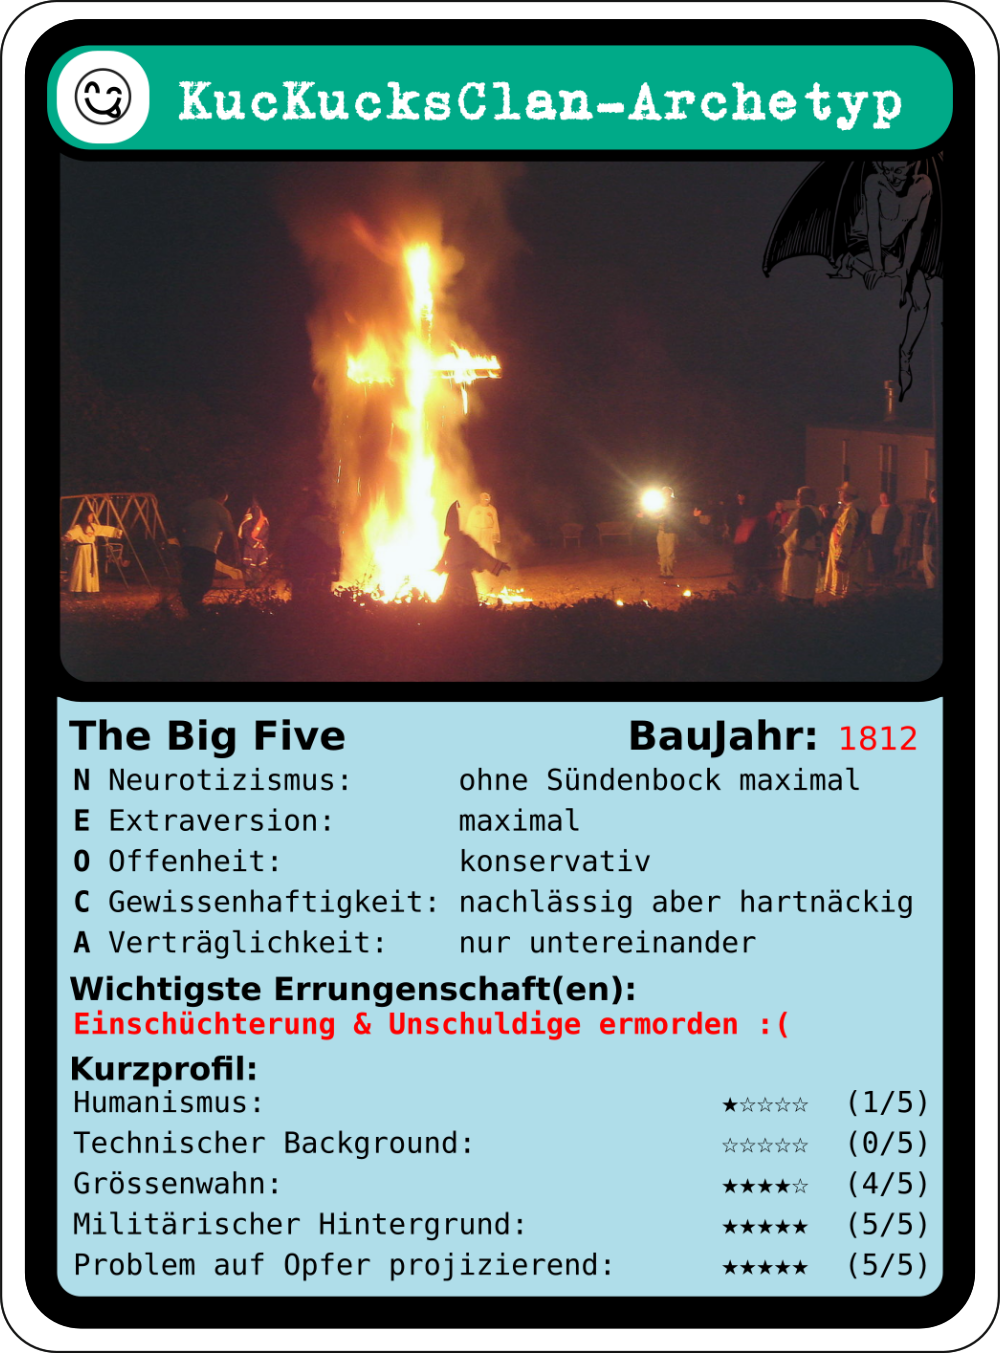 KucKucksClan-Archetyp
The Big Five BauJahr: 1812
N Neurotizismus: ohne Sündenbock maximal
E Extraversion: maximal
O Offenheit: konservativ
C Gewissenhaftigkeit: nachlässig aber hartnäckig
A Verträglichkeit: nur untereinander
Wichtigste Errungenschaft(en):
Einschüchterung & Unschuldige ermorden :(
Kurzprofil:
Humanismus: ★☆☆☆☆ (1/5)
Technischer Background: ☆☆☆☆☆ (0/5)
Grössenwahn: ★★★★☆ (4/5)
Militärischer Hintergrund: ★★★★★ (5/5)
Problem auf Opfer projizierend: ★★★★★ (5/5)